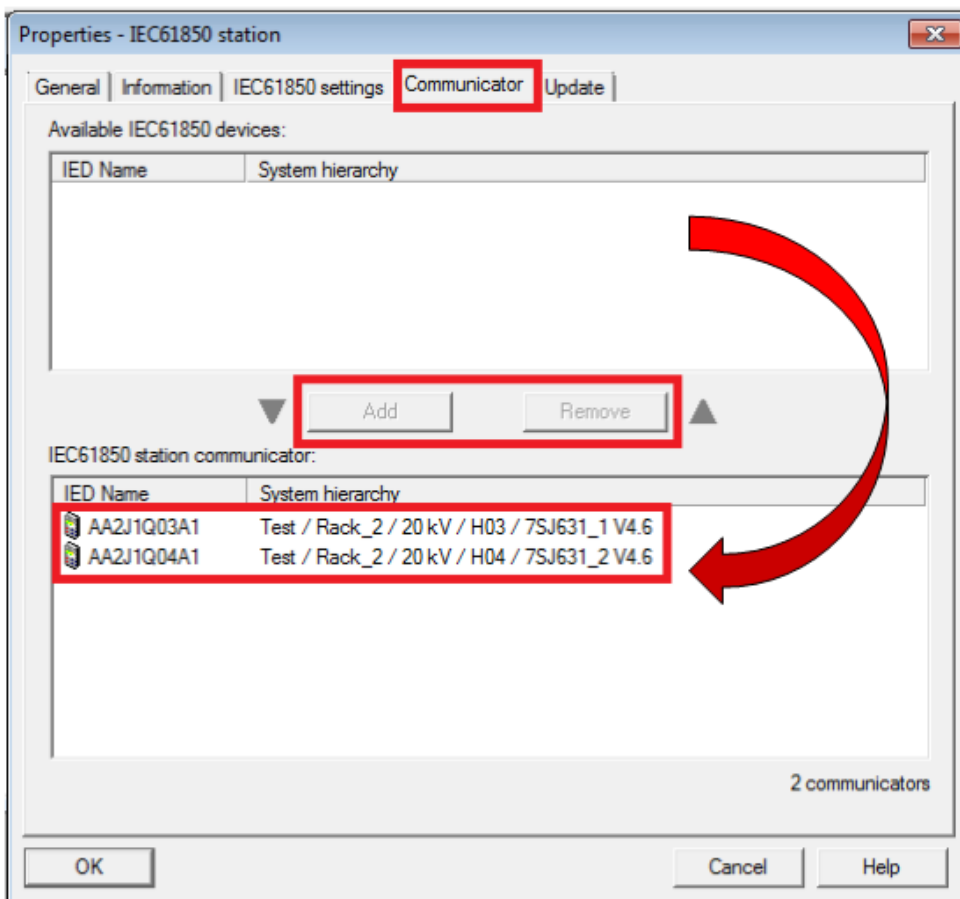 Properties - IEC61850 station
General Information IEC61850 settings Communicator Update
Available IEC61850 devices:
IED Name System hierarchy
Add Remove
IEC61850 station communicator:
IED Name System hierarchy
AA2J1Q03A1 Test / Rack_2 / 20 kV / H03 / 7SJ631_1 V4.6
AA2J1Q04A1 Test / Rack_2 / 20 kV / H04 / 7SJ631_2 V4.6
2 communicators
OK Cancel Help